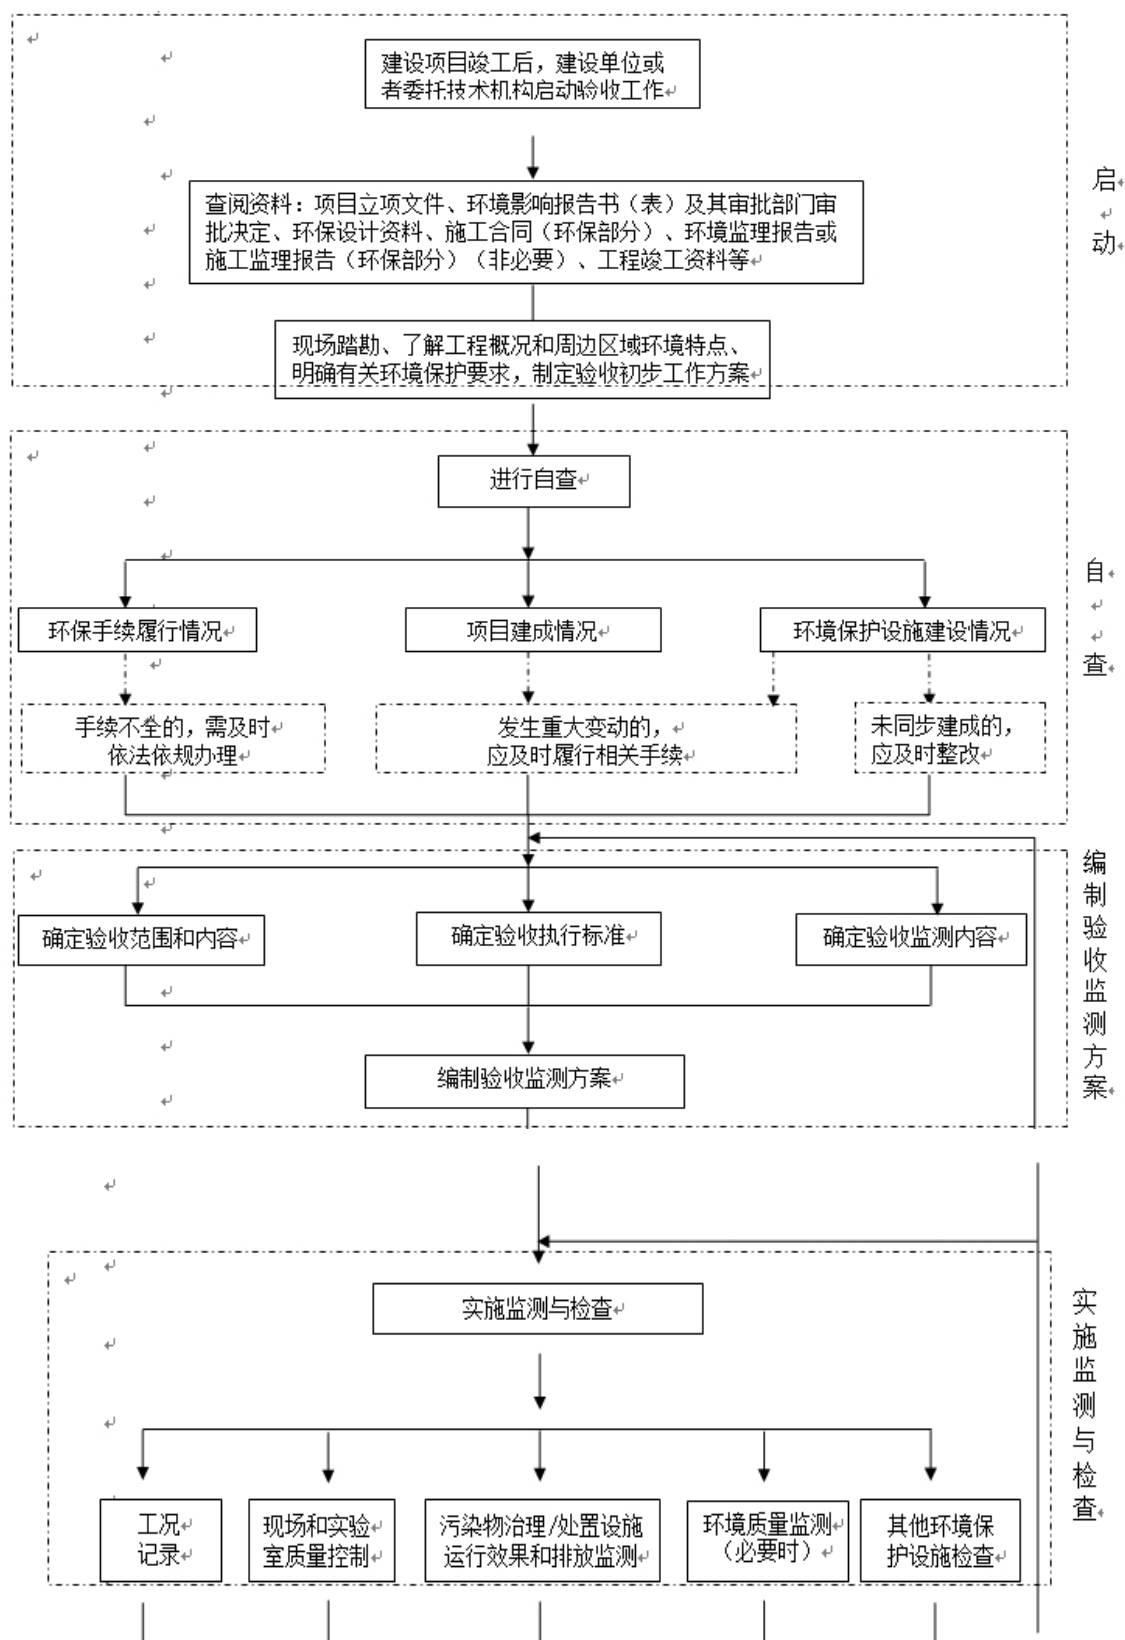 建设项目竣工后，建设单位或
者委托技术机构启动验收工作
启
动
查阅资料：项目立项文件、环境影响报告书（表）及其审批部门审
批决定、环保设计资料、施工合同（环保部分）、环境监理报告或
施工监理报告（环保部分）（非必要）、工程竣工资料等
现场踏勘、了解工程概况和周边区域环境特点、
明确有关环境保护要求，制定验收初步工作方案
进行自查
自
查
环保手续履行情况
项目建成情况
环境保护设施建设情况
手续不全的，需及时
依法依规办理
发生重大变动的，
应及时履行相关手续
未同步建成的，
应及时整改
编
制
验
收
监
测
方
案
确定验收范围和内容
确定验收执行标准
确定验收监测内容
编制验收监测方案
实施监测与检查
实
施
监
测
与
检
查
工况
记录
现场和实验
室质量控制
污染物治理/处置设施
运行效果和排放监测
环境质量监测
（必要时）
其他环境保
护设施检查